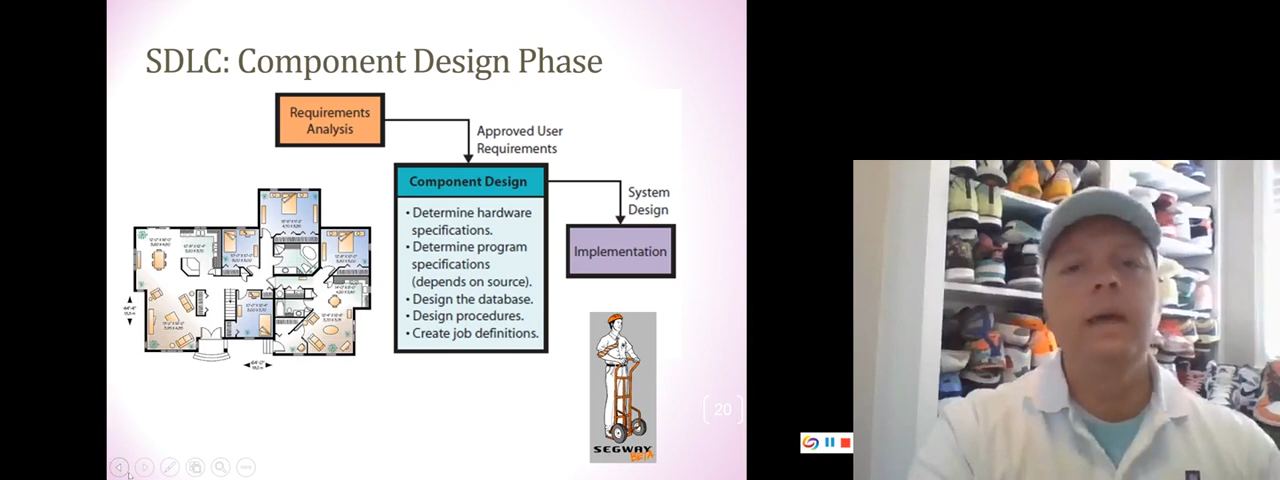 SDLC: Component Design Phase
Requirements
Analysis
Approved User
Requirements
Component Design
• Determine hardware
specifications.
• Determine program
specifications
(depends on source).
• Design the database.
• Design procedures.
• Create job definitions.
System
Design
Implementation
SEGWAY
BETA
20